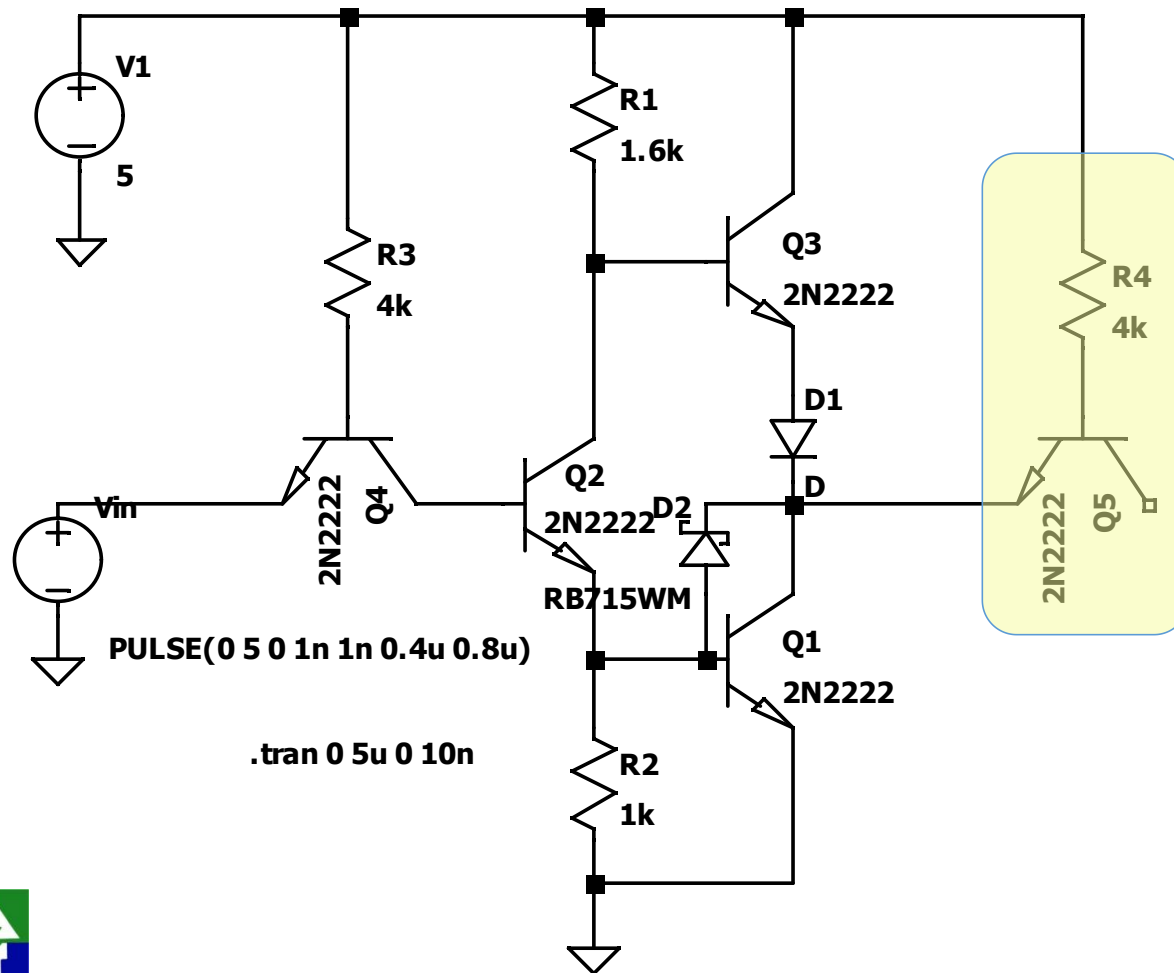 V1
5
R1
1.6k
R3
4k
Q3
2N2222
R4
4k
D1
D
Vin
2N2222
Q4
Q2
2N2222
D2
RB715WM
2N2222
Q5
PULSE(0 5 0 1n 1n 0.4u 0.8u)
Q1
2N2222
.tran 0 5u 0 10n
R2
1k